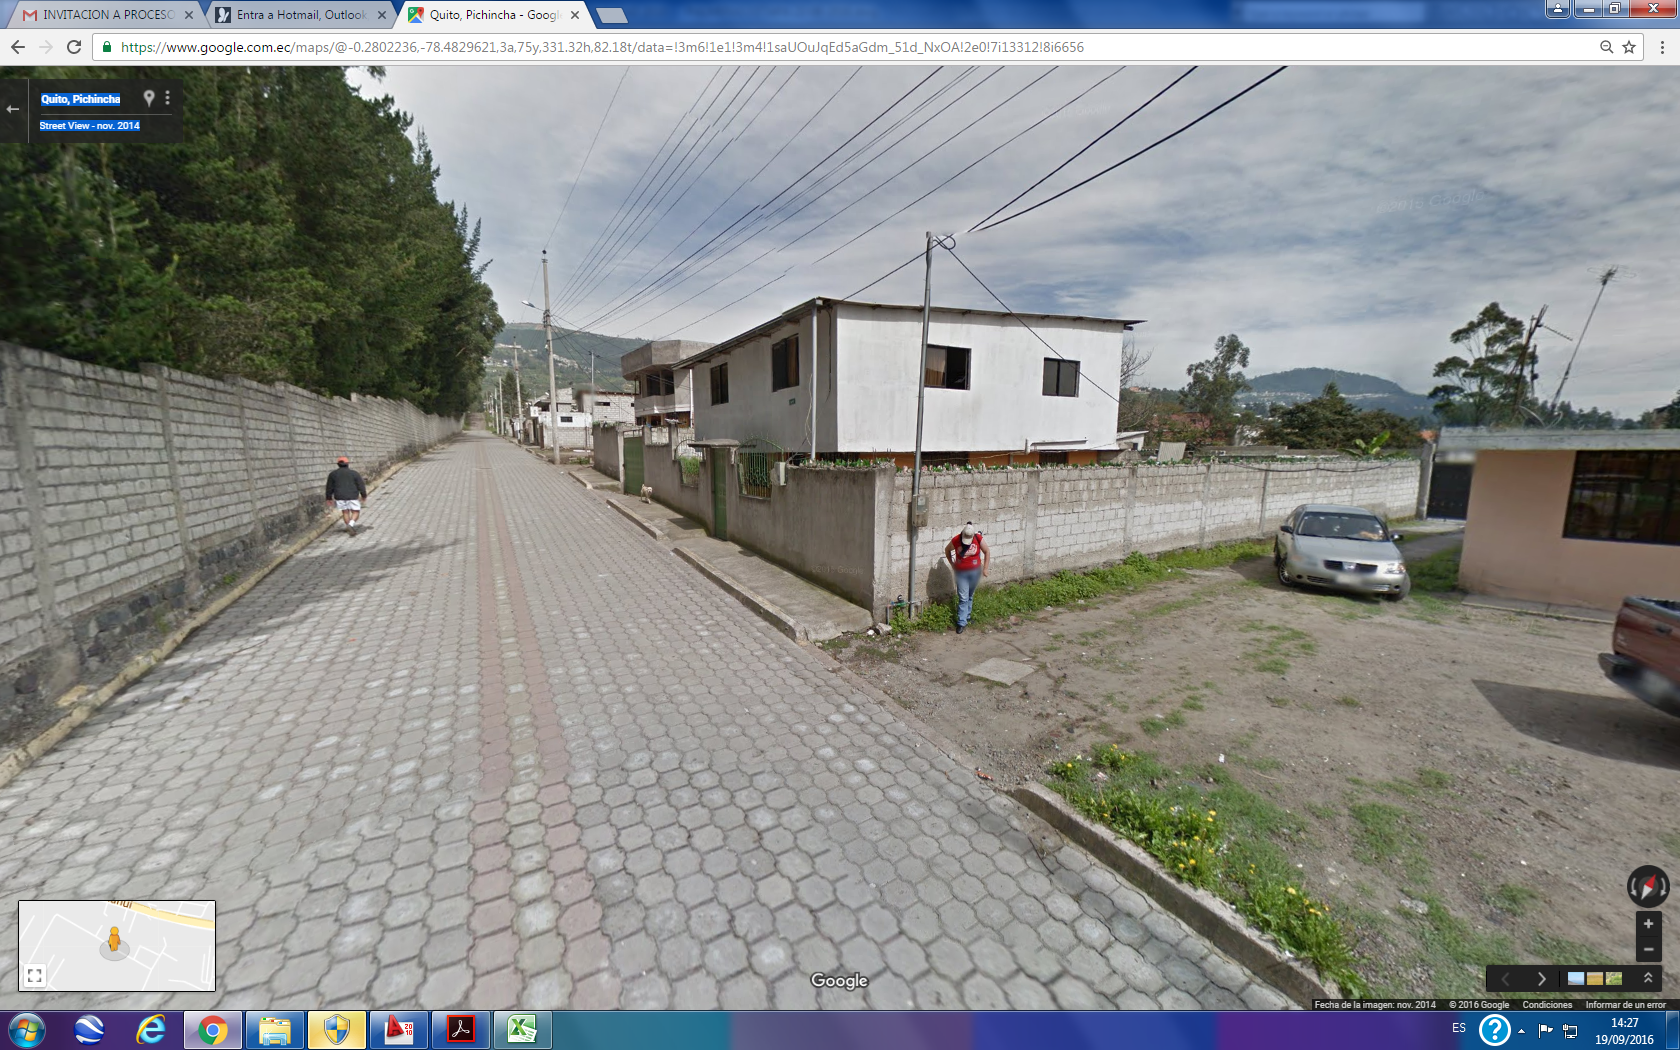 INVITACION A PROCESO
Entra a Hotmail, Outlook
Quito, Pichincha - Google
https://www.google.com.ec/maps/@-0.2802236,-78.4829621,3a,75y,331.32h,82.18t/data=!3m6!1e1!3m4!1saUOuJqEd5aGdm_51d_NxOA!2e0!7i13312!8i6656
Quito, Pichincha
Street View - nov. 2014
©2015 Google
Google
Fecha de la imagen: nov. 2014 © 2016 Google Condiciones Informar de un error
ES
14:27
19/09/2016